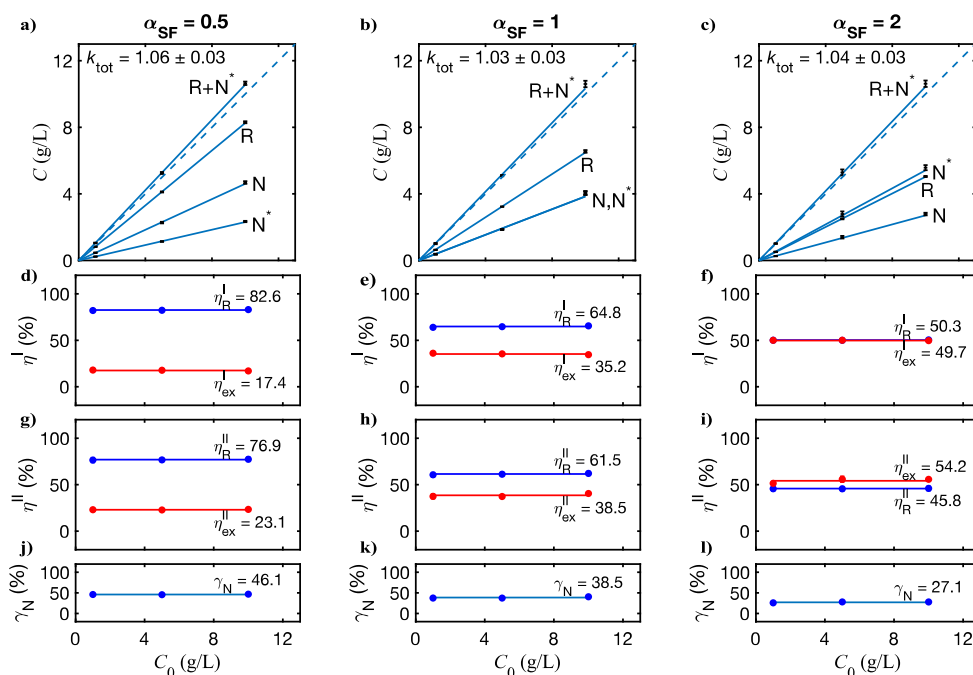 a) α_SF = 0.5 b) α_SF = 1 c) α_SF = 2
12 k_tot = 1.06 ± 0.03 R+N* 12 k_tot = 1.03 ± 0.03 R+N* 12 k_tot = 1.04 ± 0.03 R+N*
C (g/L) 8 R 8 R 8 N*
R
4 N 4 N,N* 4 N
N*
0 0 0
d) e) f)
η^I (%) 100 η_R^I = 82.6 η^I (%) 100 η_R^I = 64.8 η^I (%) 100 η_R^I = 50.3
50 50 50
0 η_ex^I = 17.4 0 η_ex^I = 35.2 0 η_ex^I = 49.7
g) h) i)
η^II (%) 100 η_R^II = 76.9 η^II (%) 100 η_R^II = 61.5 η^II (%) 100 η_ex^II = 54.2
50 50 50
0 η_ex^II = 23.1 0 η_ex^II = 38.5 0 η_R^II = 45.8
j) k) l)
γ_N (%) 100 γ_N = 46.1 γ_N (%) 100 γ_N = 38.5 γ_N (%) 100 γ_N = 27.1
50 50 50
0 0 0
0 4 8 12 0 4 8 12 0 4 8 12
C_0 (g/L) C_0 (g/L) C_0 (g/L)